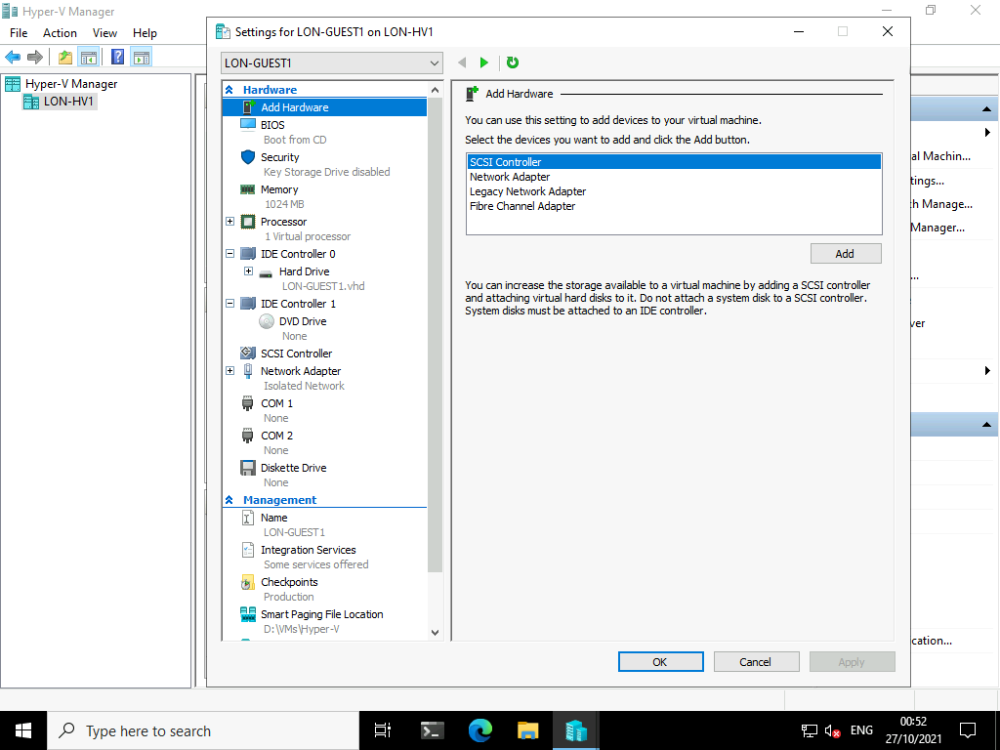 Hyper-V Manager
File Action View Help
Hyper-V Manager
LON-HV1
Settings for LON-GUEST1 on LON-HV1
LON-GUEST1
Hardware
Add Hardware
BIOS
Boot from CD
Security
Key Storage Drive disabled
Memory
1024 MB
Processor
1 Virtual processor
IDE Controller 0
Hard Drive
LON-GUEST1.vhd
IDE Controller 1
DVD Drive
None
SCSI Controller
Network Adapter
Isolated Network
COM 1
None
COM 2
None
Diskette Drive
None
Management
Name
LON-GUEST1
Integration Services
Some services offered
Checkpoints
Production
Smart Paging File Location
D:\VMs\Hyper-V
Add Hardware
You can use this setting to add devices to your virtual machine.
Select the devices you want to add and click the Add button.
SCSI Controller
Network Adapter
Legacy Network Adapter
Fibre Channel Adapter
Add
You can increase the storage available to a virtual machine by adding a SCSI controller
and attaching virtual hard disks to it. Do not attach a system disk to a SCSI controller.
System disks must be attached to an IDE controller.
OK Cancel Apply
al Machin...
tings...
h Manage...
Manager...
...
ver
cation...
Type here to search
ENG
00:52
27/10/2021